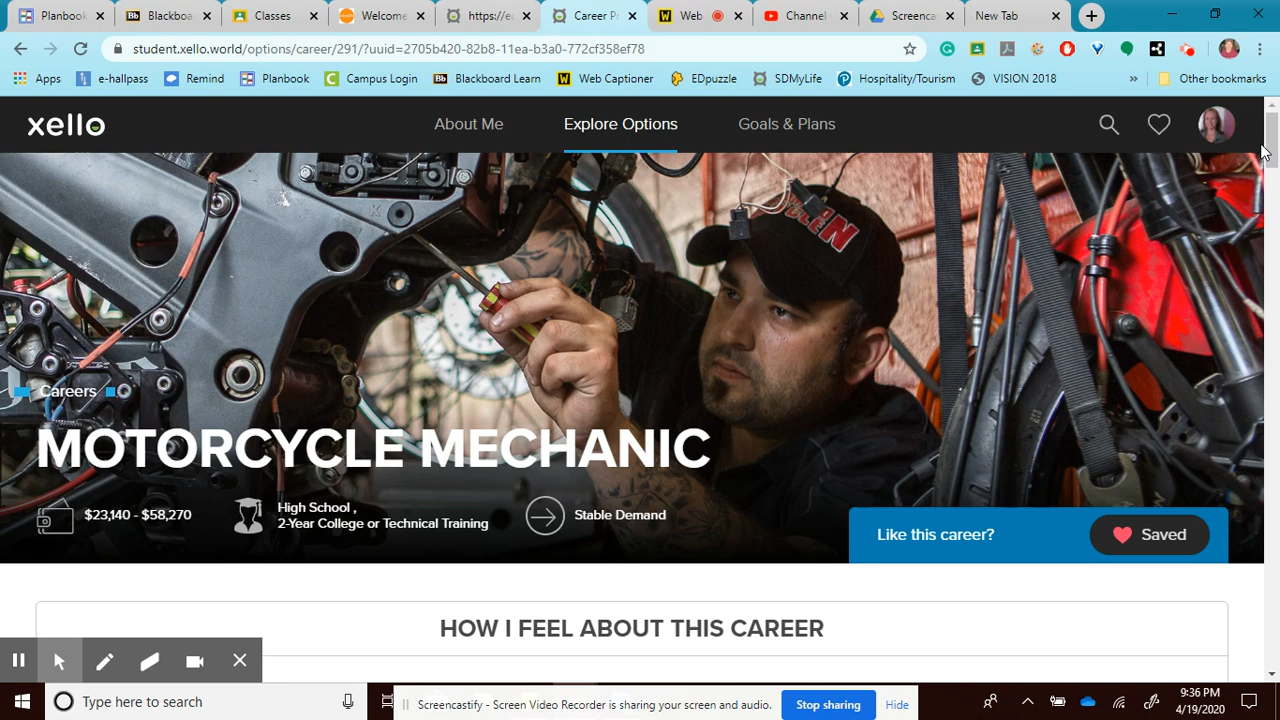 Planbook
Blackboa
Classes
Welcome
https://e
Career P
Web
Channel
Screenca
New Tab
student.xello.world/options/career/291/?uuid=2705b420-82b8-11ea-b3a0-772cf358ef78
Apps
e-hallpass
Remind
Planbook
Campus Login
Bb
Blackboard Learn
W
Web Captioner
EDpuzzle
SDMyLife
Hospitality/Tourism
VISION 2018
»
Other bookmarks
xello
About Me
Explore Options
Goals & Plans
Careers
MOTORCYCLE MECHANIC
$23,140 - $58,270
High School ,
2-Year College or Technical Training
Stable Demand
Like this career?
Saved
HOW I FEEL ABOUT THIS CAREER
Type here to search
Screencastify - Screen Video Recorder is sharing your screen and audio.
Stop sharing
Hide
9:36 PM
4/19/2020